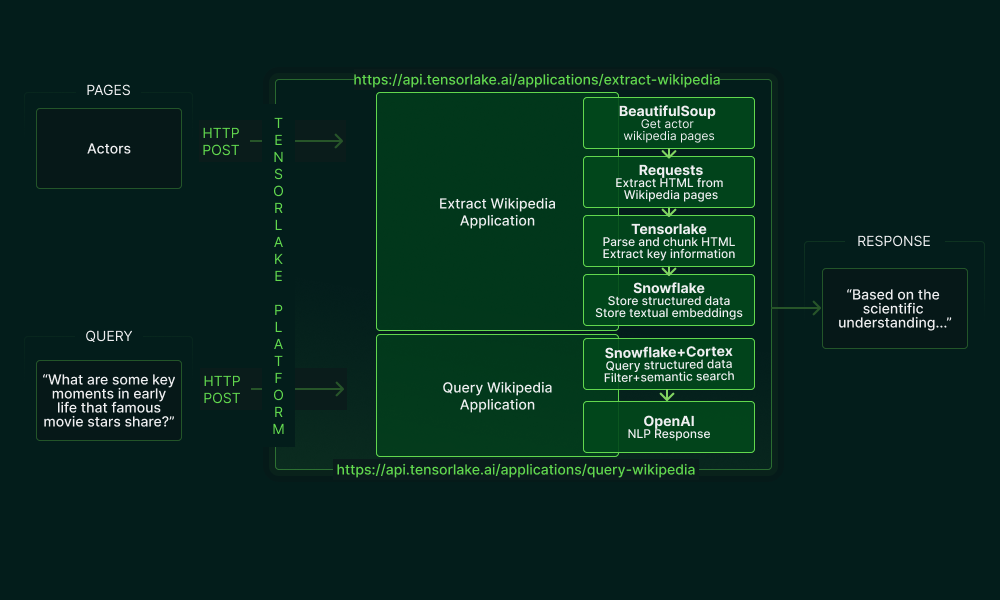 https://api.tensorlake.ai/applications/extract-wikipedia
PAGES
Actors
HTTP
POST
TENSORLAKE PLATFORM
Extract Wikipedia
Application
BeautifulSoup
Get actor
wikipedia pages
Requests
Extract HTML from
Wikipedia pages
Tensorlake
Parse and chunk HTML
Extract key information
Snowflake
Store structured data
Store textual embeddings
QUERY
“What are some key
moments in early
life that famous
movie stars share?”
HTTP
POST
Query Wikipedia
Application
Snowflake+Cortex
Query structured data
Filter+semantic search
OpenAI
NLP Response
https://api.tensorlake.ai/applications/query-wikipedia
RESPONSE
“Based on the
scientific
understanding...”